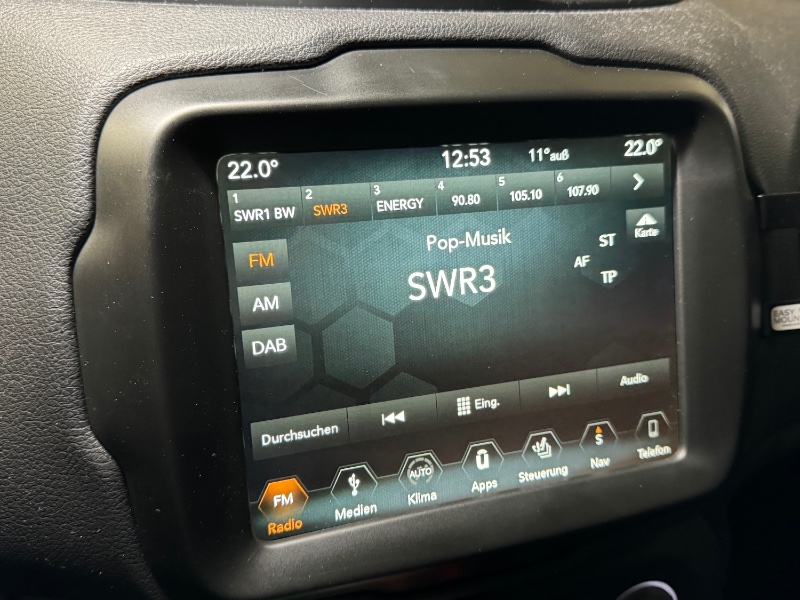 22.0° 12:53 11°auß 22.0°
1 2 3 4 5 6
SWR1 BW SWR3 ENERGY 90.80 105.10 107.90
Karte
Pop-Musik
ST
FM
AF
SWR3
TP
AM
DAB
Durchsuchen Eing. Audio
FM AUTO S
Radio Medien Klima Apps Steuerung Nav Telefon
EASY
MOUN